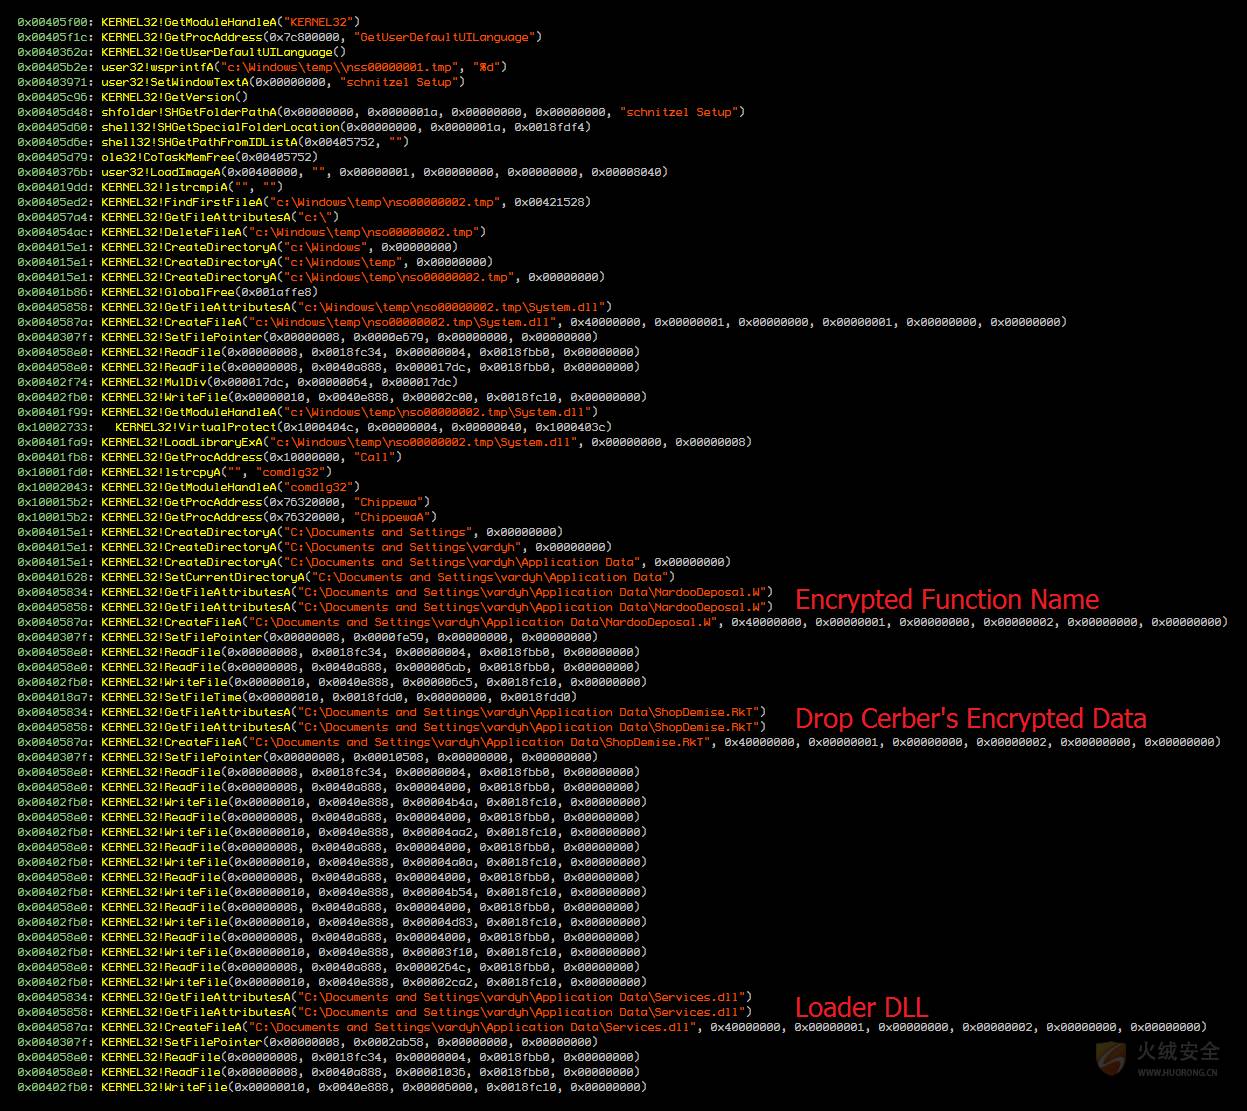 0x00405f00: KERNEL32!GetModuleHandleA("KERNEL32")
0x00405f1c: KERNEL32!GetProcAddress(0x7c800000, "GetUserDefaultUILanguage")
0x0040362a: KERNEL32!GetUserDefaultUILanguage()
0x00405b2e: user32!wsprintfA("c:\Windows\temp\\nss00000001.tmp", "%d")
0x00403971: user32!SetWindowTextA(0x00000000, "schnitzel Setup")
0x00405c96: KERNEL32!GetVersion()
0x00405d48: shfolder!SHGetFolderPathA(0x00000000, 0x0000001a, 0x00000000, 0x00000000, "schnitzel Setup")
0x00405d60: shell32!SHGetSpecialFolderLocation(0x00000000, 0x0000001a, 0x0018fdf4)
0x00405d6e: shell32!SHGetPathFromIDListA(0x00405752, "")
0x00405d79: ole32!CoTaskMemFree(0x00405752)
0x0040376b: user32!LoadImageA(0x00400000, "", 0x00000001, 0x00000000, 0x00000000, 0x00008040)
0x004019dd: KERNEL32!lstrcmpiA("", "")
0x00405ed2: KERNEL32!FindFirstFileA("c:\Windows\temp\nso00000002.tmp", 0x00421528)
0x004057a4: KERNEL32!GetFileAttributesA("c:\")
0x004054ac: KERNEL32!DeleteFileA("c:\Windows\temp\nso00000002.tmp")
0x004015e1: KERNEL32!CreateDirectoryA("c:\Windows", 0x00000000)
0x004015e1: KERNEL32!CreateDirectoryA("c:\Windows\temp", 0x00000000)
0x004015e1: KERNEL32!CreateDirectoryA("c:\Windows\temp\nso00000002.tmp", 0x00000000)
0x00401b86: KERNEL32!GlobalFree(0x001affe8)
0x00405858: KERNEL32!GetFileAttributesA("c:\Windows\temp\nso00000002.tmp\System.dll")
0x0040587a: KERNEL32!CreateFileA("c:\Windows\temp\nso00000002.tmp\System.dll", 0x40000000, 0x00000001, 0x00000000, 0x00000001, 0x00000000, 0x00000000)
0x0040307f: KERNEL32!SetFilePointer(0x00000008, 0x0000e679, 0x00000000, 0x00000000)
0x004058e0: KERNEL32!ReadFile(0x00000008, 0x0018fc34, 0x00000004, 0x0018fbb0, 0x00000000)
0x004058e0: KERNEL32!ReadFile(0x00000008, 0x0040a888, 0x000017dc, 0x0018fbb0, 0x00000000)
0x00402f74: KERNEL32!MulDiv(0x000017dc, 0x00000064, 0x000017dc)
0x00402fb0: KERNEL32!WriteFile(0x00000010, 0x0040e888, 0x00002c00, 0x0018fc10, 0x00000000)
0x00401f99: KERNEL32!GetModuleHandleA("c:\Windows\temp\nso00000002.tmp\System.dll")
0x10002733: KERNEL32!VirtualProtect(0x1000404c, 0x00000004, 0x00000040, 0x1000403c)
0x00401fa9: KERNEL32!LoadLibraryExA("c:\Windows\temp\nso00000002.tmp\System.dll", 0x00000000, 0x00000008)
0x00401fb8: KERNEL32!GetProcAddress(0x10000000, "Call")
0x10001fd0: KERNEL32!lstrcpyA("", "comdlg32")
0x10002043: KERNEL32!GetModuleHandleA("comdlg32")
0x100015b2: KERNEL32!GetProcAddress(0x76320000, "Chippewa")
0x100015b2: KERNEL32!GetProcAddress(0x76320000, "ChippewaA")
0x004015e1: KERNEL32!CreateDirectoryA("C:\Documents and Settings", 0x00000000)
0x004015e1: KERNEL32!CreateDirectoryA("C:\Documents and Settings\vardyh", 0x00000000)
0x004015e1: KERNEL32!CreateDirectoryA("C:\Documents and Settings\vardyh\Application Data", 0x00000000)
0x00401628: KERNEL32!SetCurrentDirectoryA("C:\Documents and Settings\vardyh\Application Data")
0x00405834: KERNEL32!GetFileAttributesA("C:\Documents and Settings\vardyh\Application Data\NardooDeposal.W")
Encrypted Function Name
0x00405858: KERNEL32!GetFileAttributesA("C:\Documents and Settings\vardyh\Application Data\NardooDeposal.W")
0x0040587a: KERNEL32!CreateFileA("C:\Documents and Settings\vardyh\Application Data\NardooDeposal.W", 0x40000000, 0x00000001, 0x00000000, 0x00000002, 0x00000000, 0x00000000)
0x0040307f: KERNEL32!SetFilePointer(0x00000008, 0x0000fe59, 0x00000000, 0x00000000)
0x004058e0: KERNEL32!ReadFile(0x00000008, 0x0018fc34, 0x00000004, 0x0018fbb0, 0x00000000)
0x004058e0: KERNEL32!ReadFile(0x00000008, 0x0040a888, 0x000006ab, 0x0018fbb0, 0x00000000)
0x00402fb0: KERNEL32!WriteFile(0x00000010, 0x0040e888, 0x000006c5, 0x0018fc10, 0x00000000)
0x004018a7: KERNEL32!SetFileTime(0x00000010, 0x0018fdd0, 0x00000000, 0x0018fdd0)
0x00405834: KERNEL32!GetFileAttributesA("C:\Documents and Settings\vardyh\Application Data\ShopDemise.RkT")
Drop Cerber's Encrypted Data
0x00405858: KERNEL32!GetFileAttributesA("C:\Documents and Settings\vardyh\Application Data\ShopDemise.RkT")
0x0040587a: KERNEL32!CreateFileA("C:\Documents and Settings\vardyh\Application Data\ShopDemise.RkT", 0x40000000, 0x00000001, 0x00000000, 0x00000002, 0x00000000, 0x00000000)
0x0040307f: KERNEL32!SetFilePointer(0x00000008, 0x00010508, 0x00000000, 0x00000000)
0x004058e0: KERNEL32!ReadFile(0x00000008, 0x0018fc34, 0x00000004, 0x0018fbb0, 0x00000000)
0x004058e0: KERNEL32!ReadFile(0x00000008, 0x0040a888, 0x00004000, 0x0018fbb0, 0x00000000)
0x00402fb0: KERNEL32!WriteFile(0x00000010, 0x0040e888, 0x00004b4a, 0x0018fc10, 0x00000000)
0x004058e0: KERNEL32!ReadFile(0x00000008, 0x0040a888, 0x00004000, 0x0018fbb0, 0x00000000)
0x00402fb0: KERNEL32!WriteFile(0x00000010, 0x0040e888, 0x00004aa2, 0x0018fc10, 0x00000000)
0x004058e0: KERNEL32!ReadFile(0x00000008, 0x0040a888, 0x00004000, 0x0018fbb0, 0x00000000)
0x00402fb0: KERNEL32!WriteFile(0x00000010, 0x0040e888, 0x00004a0a, 0x0018fc10, 0x00000000)
0x004058e0: KERNEL32!ReadFile(0x00000008, 0x0040a888, 0x00004000, 0x0018fbb0, 0x00000000)
0x00402fb0: KERNEL32!WriteFile(0x00000010, 0x0040e888, 0x00004b54, 0x0018fc10, 0x00000000)
0x004058e0: KERNEL32!ReadFile(0x00000008, 0x0040a888, 0x00004000, 0x0018fbb0, 0x00000000)
0x00402fb0: KERNEL32!WriteFile(0x00000010, 0x0040e888, 0x00004d83, 0x0018fc10, 0x00000000)
0x004058e0: KERNEL32!ReadFile(0x00000008, 0x0040a888, 0x00004000, 0x0018fbb0, 0x00000000)
0x00402fb0: KERNEL32!WriteFile(0x00000010, 0x0040e888, 0x00003f10, 0x0018fc10, 0x00000000)
0x004058e0: KERNEL32!ReadFile(0x00000008, 0x0040a888, 0x0000264c, 0x0018fbb0, 0x00000000)
0x00402fb0: KERNEL32!WriteFile(0x00000010, 0x0040e888, 0x00002ca2, 0x0018fc10, 0x00000000)
0x00405834: KERNEL32!GetFileAttributesA("C:\Documents and Settings\vardyh\Application Data\Services.dll")
Loader DLL
0x00405858: KERNEL32!GetFileAttributesA("C:\Documents and Settings\vardyh\Application Data\Services.dll")
0x0040587a: KERNEL32!CreateFileA("C:\Documents and Settings\vardyh\Application Data\Services.dll", 0x40000000, 0x00000001, 0x00000000, 0x00000002, 0x00000000, 0x00000000)
0x0040307f: KERNEL32!SetFilePointer(0x00000008, 0x0002ab58, 0x00000000, 0x00000000)
0x004058e0: KERNEL32!ReadFile(0x00000008, 0x0018fc34, 0x00000004, 0x0018fbb0, 0x00000000)
0x004058e0: KERNEL32!ReadFile(0x00000008, 0x0040a888, 0x00001036, 0x0018fbb0, 0x00000000)
0x00402fb0: KERNEL32!WriteFile(0x00000010, 0x0040e888, 0x00005000, 0x0018fc10, 0x00000000)
火绒安全
WWW.HUORONG.CN